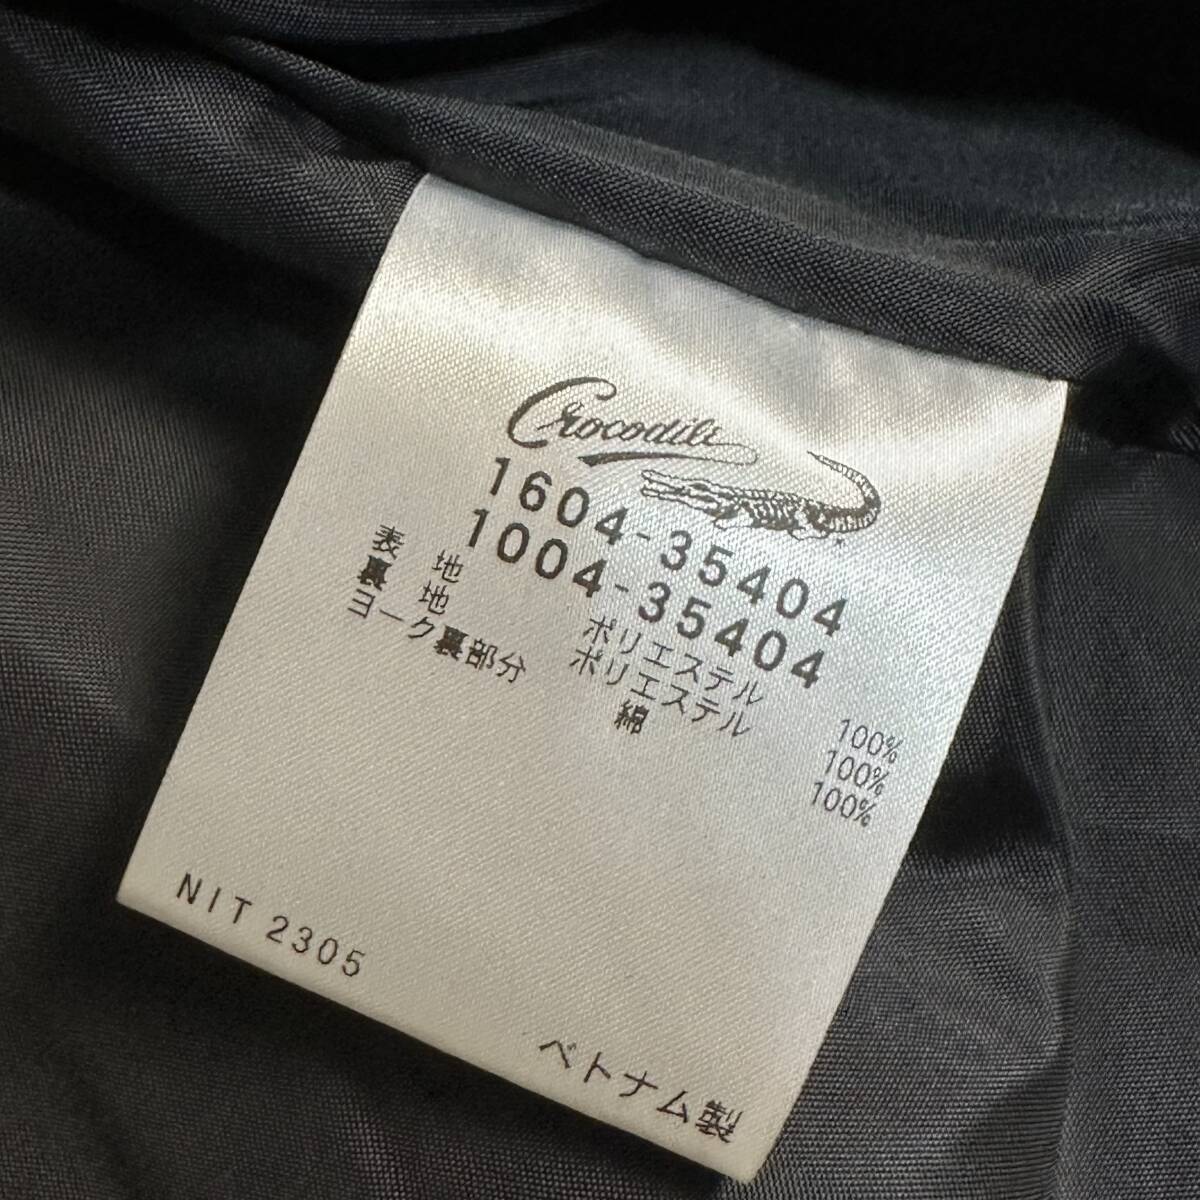 Crocodile
1604-35404
1004-35404
表 地 ポリエステル 100%
裏 地 ポリエステル 100%
ヨーク裏部分 綿 100%
NIT 2305
ベトナム製